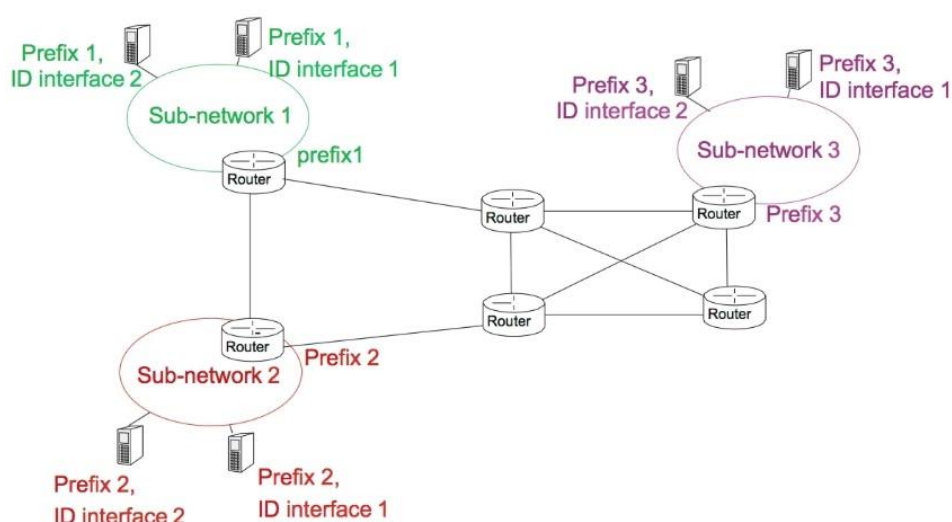 Prefix 1,
ID interface 2
Prefix 1,
ID interface 1
Sub-network 1
prefix1
Router
Prefix 3,
ID interface 2
Prefix 3,
ID interface 1
Sub-network 3
Router
Prefix 3
Router
Router
Router
Router
Prefix 2
Sub-network 2
Prefix 2,
ID interface 2
Prefix 2,
ID interface 1